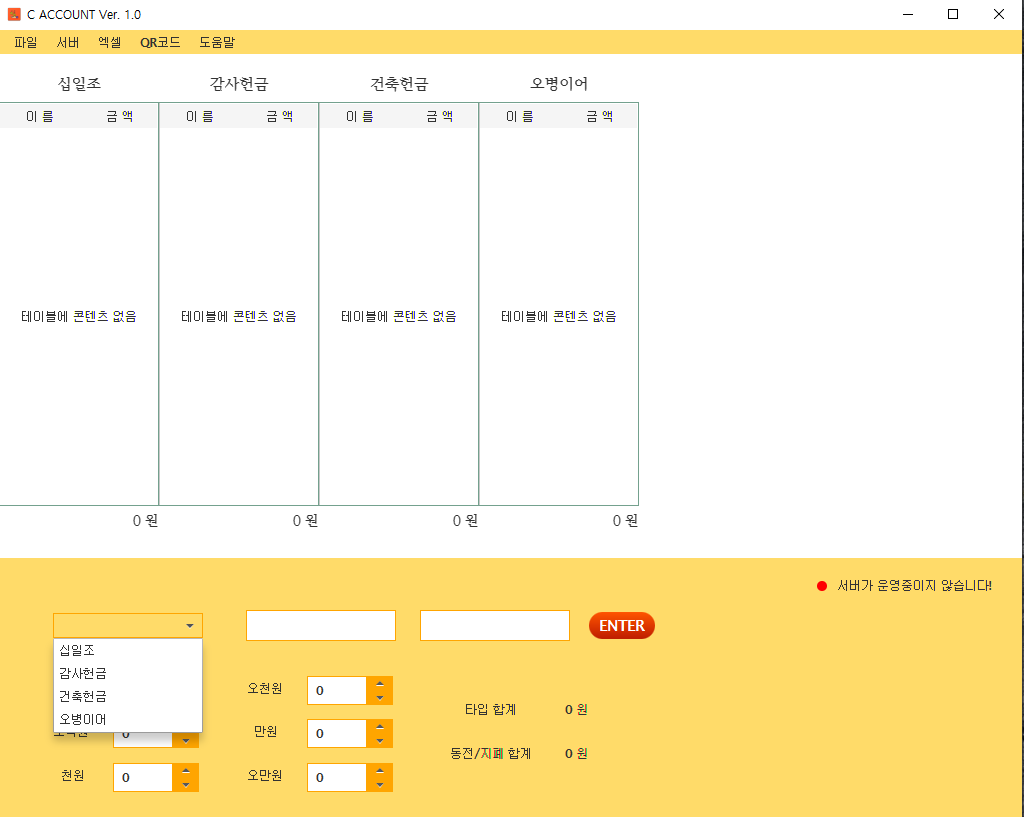 C ACCOUNT Ver. 1.0
파일 서버 엑셀 QR코드 도움말
십일조 감사헌금 건축헌금 오병이어
이 름 금 액 이 름 금 액 이 름 금 액 이 름 금 액
테이블에 콘텐츠 없음 테이블에 콘텐츠 없음 테이블에 콘텐츠 없음 테이블에 콘텐츠 없음
0 원 0 원 0 원 0 원
서버가 운영중이지 않습니다!
ENTER
십일조
감사헌금
건축헌금
오병이어
오천원 0
타입 합계 0 원
0 만원 0
동전/지폐 합계 0 원
천원 0 오만원 0